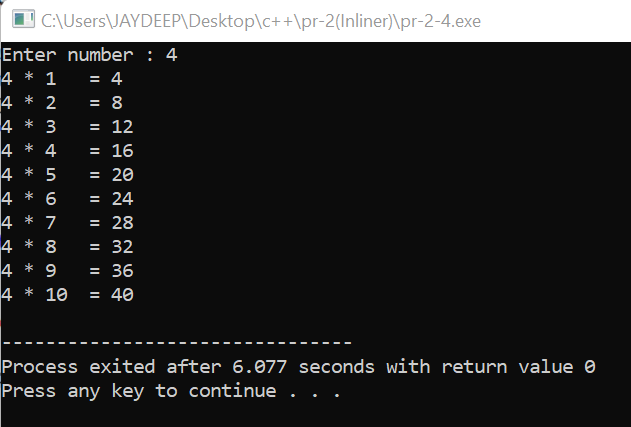 C:\Users\JAYDEEP\Desktop\c++\pr-2(Inliner)\pr-2-4.exe
Enter number : 4
4 * 1   = 4
4 * 2   = 8
4 * 3   = 12
4 * 4   = 16
4 * 5   = 20
4 * 6   = 24
4 * 7   = 28
4 * 8   = 32
4 * 9   = 36
4 * 10  = 40
--------------------------------
Process exited after 6.077 seconds with return value 0
Press any key to continue . . .